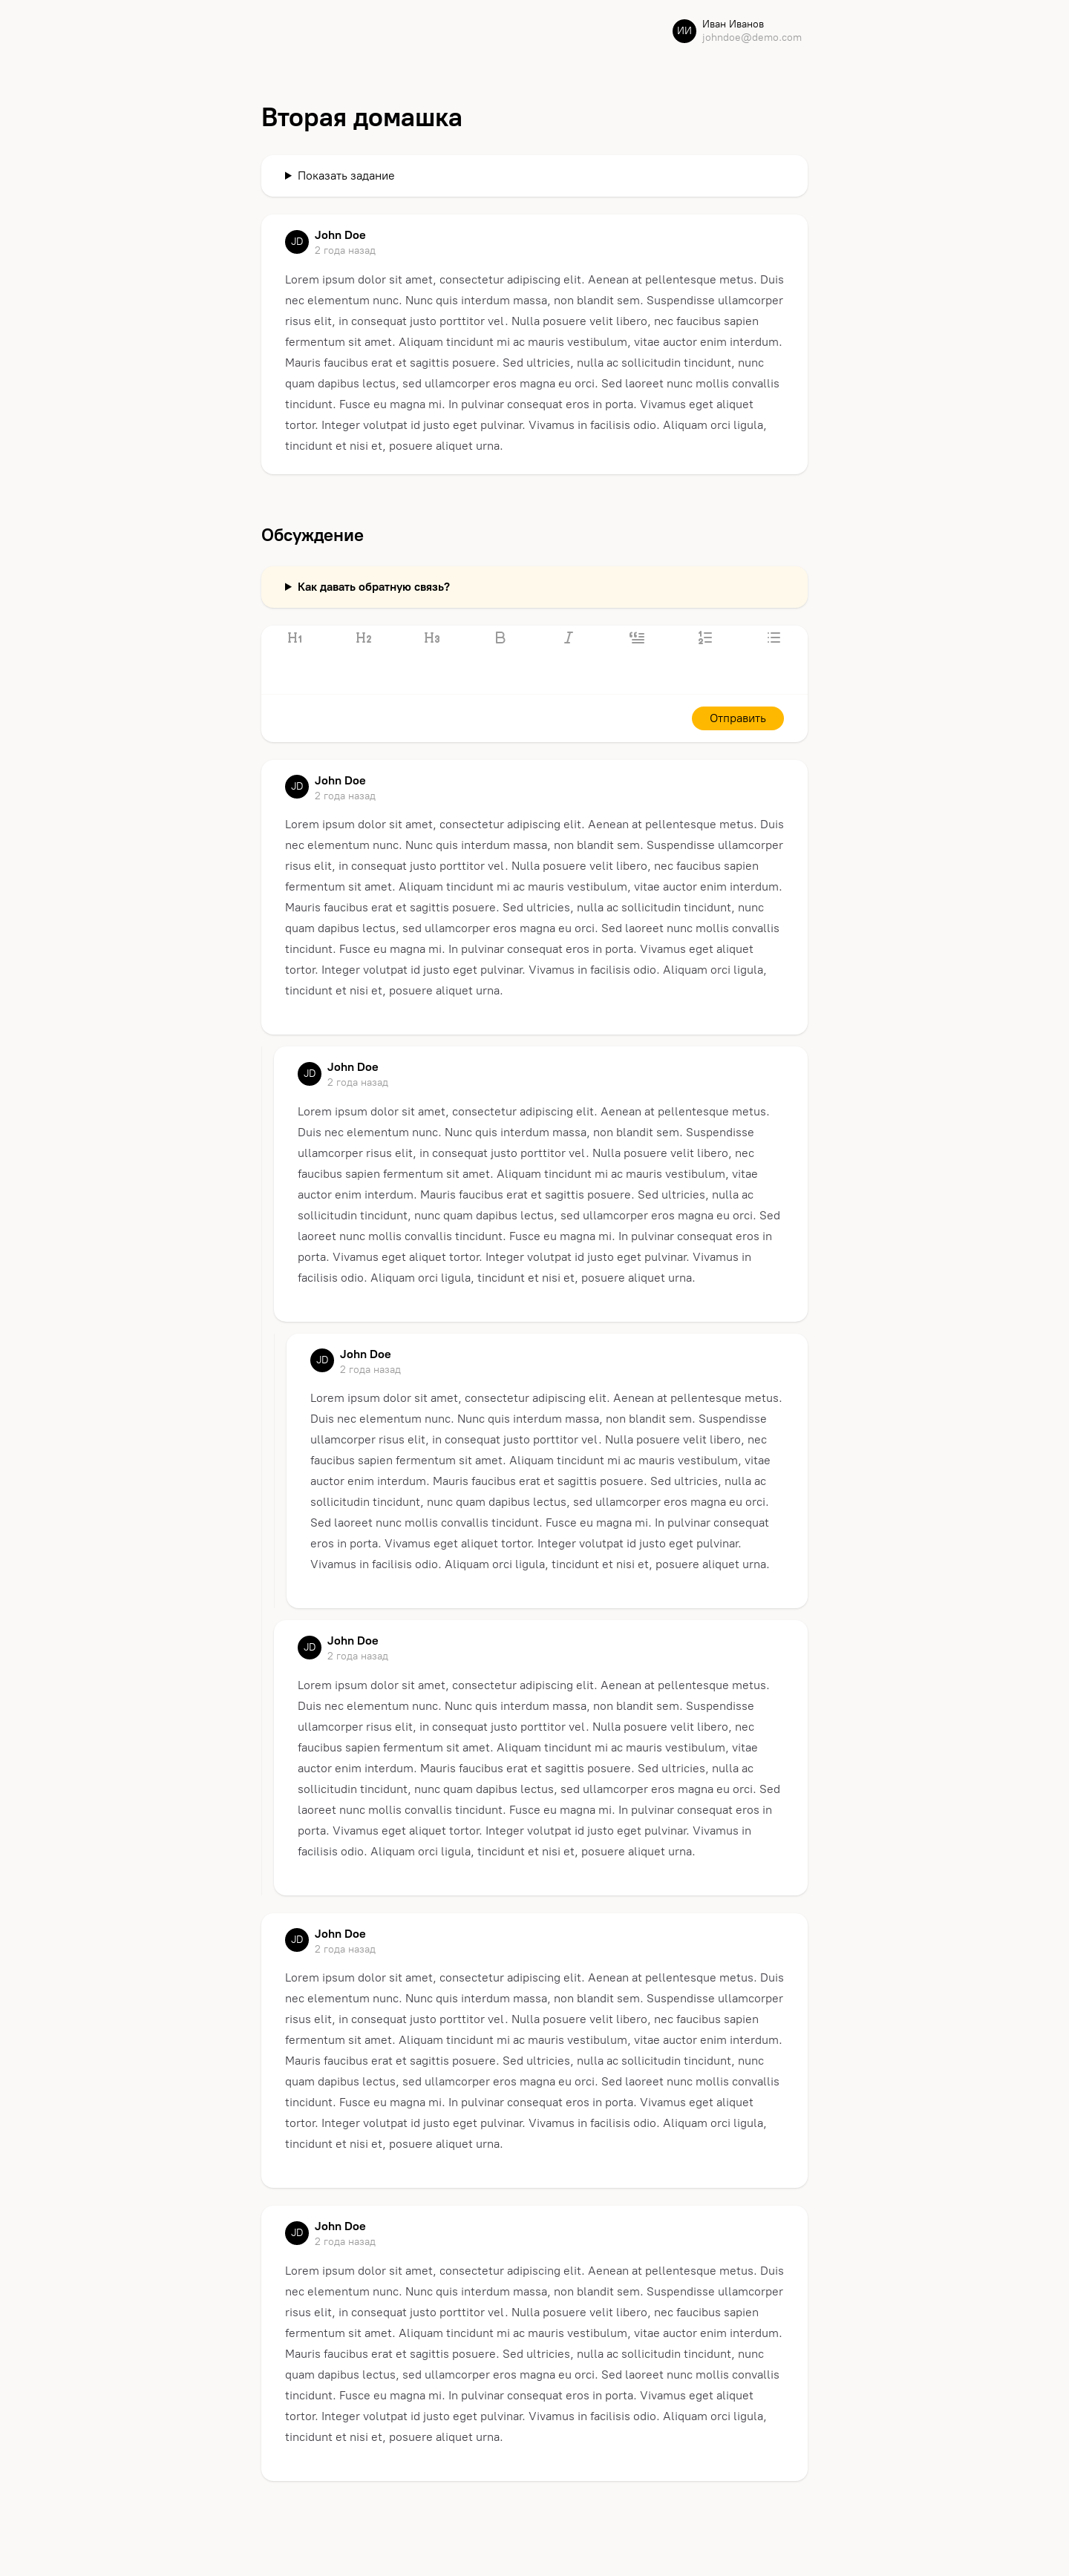 ИИ
Иван Иванов
johndoe@demo.com
Вторая домашка
Показать задание
JD
John Doe
2 года назад
Lorem ipsum dolor sit amet, consectetur adipiscing elit. Aenean at pellentesque metus. Duis
nec elementum nunc. Nunc quis interdum massa, non blandit sem. Suspendisse ullamcorper
risus elit, in consequat justo porttitor vel. Nulla posuere velit libero, nec faucibus sapien
fermentum sit amet. Aliquam tincidunt mi ac mauris vestibulum, vitae auctor enim interdum.
Mauris faucibus erat et sagittis posuere. Sed ultricies, nulla ac sollicitudin tincidunt, nunc
quam dapibus lectus, sed ullamcorper eros magna eu orci. Sed laoreet nunc mollis convallis
tincidunt. Fusce eu magna mi. In pulvinar consequat eros in porta. Vivamus eget aliquet
tortor. Integer volutpat id justo eget pulvinar. Vivamus in facilisis odio. Aliquam orci ligula,
tincidunt et nisi et, posuere aliquet urna.
Обсуждение
Как давать обратную связь?
H1 H2 H3 B I
Отправить
JD
John Doe
2 года назад
Lorem ipsum dolor sit amet, consectetur adipiscing elit. Aenean at pellentesque metus. Duis
nec elementum nunc. Nunc quis interdum massa, non blandit sem. Suspendisse ullamcorper
risus elit, in consequat justo porttitor vel. Nulla posuere velit libero, nec faucibus sapien
fermentum sit amet. Aliquam tincidunt mi ac mauris vestibulum, vitae auctor enim interdum.
Mauris faucibus erat et sagittis posuere. Sed ultricies, nulla ac sollicitudin tincidunt, nunc
quam dapibus lectus, sed ullamcorper eros magna eu orci. Sed laoreet nunc mollis convallis
tincidunt. Fusce eu magna mi. In pulvinar consequat eros in porta. Vivamus eget aliquet
tortor. Integer volutpat id justo eget pulvinar. Vivamus in facilisis odio. Aliquam orci ligula,
tincidunt et nisi et, posuere aliquet urna.
JD
John Doe
2 года назад
Lorem ipsum dolor sit amet, consectetur adipiscing elit. Aenean at pellentesque metus.
Duis nec elementum nunc. Nunc quis interdum massa, non blandit sem. Suspendisse
ullamcorper risus elit, in consequat justo porttitor vel. Nulla posuere velit libero, nec
faucibus sapien fermentum sit amet. Aliquam tincidunt mi ac mauris vestibulum, vitae
auctor enim interdum. Mauris faucibus erat et sagittis posuere. Sed ultricies, nulla ac
sollicitudin tincidunt, nunc quam dapibus lectus, sed ullamcorper eros magna eu orci. Sed
laoreet nunc mollis convallis tincidunt. Fusce eu magna mi. In pulvinar consequat eros in
porta. Vivamus eget aliquet tortor. Integer volutpat id justo eget pulvinar. Vivamus in
facilisis odio. Aliquam orci ligula, tincidunt et nisi et, posuere aliquet urna.
JD
John Doe
2 года назад
Lorem ipsum dolor sit amet, consectetur adipiscing elit. Aenean at pellentesque metus.
Duis nec elementum nunc. Nunc quis interdum massa, non blandit sem. Suspendisse
ullamcorper risus elit, in consequat justo porttitor vel. Nulla posuere velit libero, nec
faucibus sapien fermentum sit amet. Aliquam tincidunt mi ac mauris vestibulum, vitae
auctor enim interdum. Mauris faucibus erat et sagittis posuere. Sed ultricies, nulla ac
sollicitudin tincidunt, nunc quam dapibus lectus, sed ullamcorper eros magna eu orci.
Sed laoreet nunc mollis convallis tincidunt. Fusce eu magna mi. In pulvinar consequat
eros in porta. Vivamus eget aliquet tortor. Integer volutpat id justo eget pulvinar.
Vivamus in facilisis odio. Aliquam orci ligula, tincidunt et nisi et, posuere aliquet urna.
JD
John Doe
2 года назад
Lorem ipsum dolor sit amet, consectetur adipiscing elit. Aenean at pellentesque metus.
Duis nec elementum nunc. Nunc quis interdum massa, non blandit sem. Suspendisse
ullamcorper risus elit, in consequat justo porttitor vel. Nulla posuere velit libero, nec
faucibus sapien fermentum sit amet. Aliquam tincidunt mi ac mauris vestibulum, vitae
auctor enim interdum. Mauris faucibus erat et sagittis posuere. Sed ultricies, nulla ac
sollicitudin tincidunt, nunc quam dapibus lectus, sed ullamcorper eros magna eu orci. Sed
laoreet nunc mollis convallis tincidunt. Fusce eu magna mi. In pulvinar consequat eros in
porta. Vivamus eget aliquet tortor. Integer volutpat id justo eget pulvinar. Vivamus in
facilisis odio. Aliquam orci ligula, tincidunt et nisi et, posuere aliquet urna.
JD
John Doe
2 года назад
Lorem ipsum dolor sit amet, consectetur adipiscing elit. Aenean at pellentesque metus. Duis
nec elementum nunc. Nunc quis interdum massa, non blandit sem. Suspendisse ullamcorper
risus elit, in consequat justo porttitor vel. Nulla posuere velit libero, nec faucibus sapien
fermentum sit amet. Aliquam tincidunt mi ac mauris vestibulum, vitae auctor enim interdum.
Mauris faucibus erat et sagittis posuere. Sed ultricies, nulla ac sollicitudin tincidunt, nunc
quam dapibus lectus, sed ullamcorper eros magna eu orci. Sed laoreet nunc mollis convallis
tincidunt. Fusce eu magna mi. In pulvinar consequat eros in porta. Vivamus eget aliquet
tortor. Integer volutpat id justo eget pulvinar. Vivamus in facilisis odio. Aliquam orci ligula,
tincidunt et nisi et, posuere aliquet urna.
JD
John Doe
2 года назад
Lorem ipsum dolor sit amet, consectetur adipiscing elit. Aenean at pellentesque metus. Duis
nec elementum nunc. Nunc quis interdum massa, non blandit sem. Suspendisse ullamcorper
risus elit, in consequat justo porttitor vel. Nulla posuere velit libero, nec faucibus sapien
fermentum sit amet. Aliquam tincidunt mi ac mauris vestibulum, vitae auctor enim interdum.
Mauris faucibus erat et sagittis posuere. Sed ultricies, nulla ac sollicitudin tincidunt, nunc
quam dapibus lectus, sed ullamcorper eros magna eu orci. Sed laoreet nunc mollis convallis
tincidunt. Fusce eu magna mi. In pulvinar consequat eros in porta. Vivamus eget aliquet
tortor. Integer volutpat id justo eget pulvinar. Vivamus in facilisis odio. Aliquam orci ligula,
tincidunt et nisi et, posuere aliquet urna.